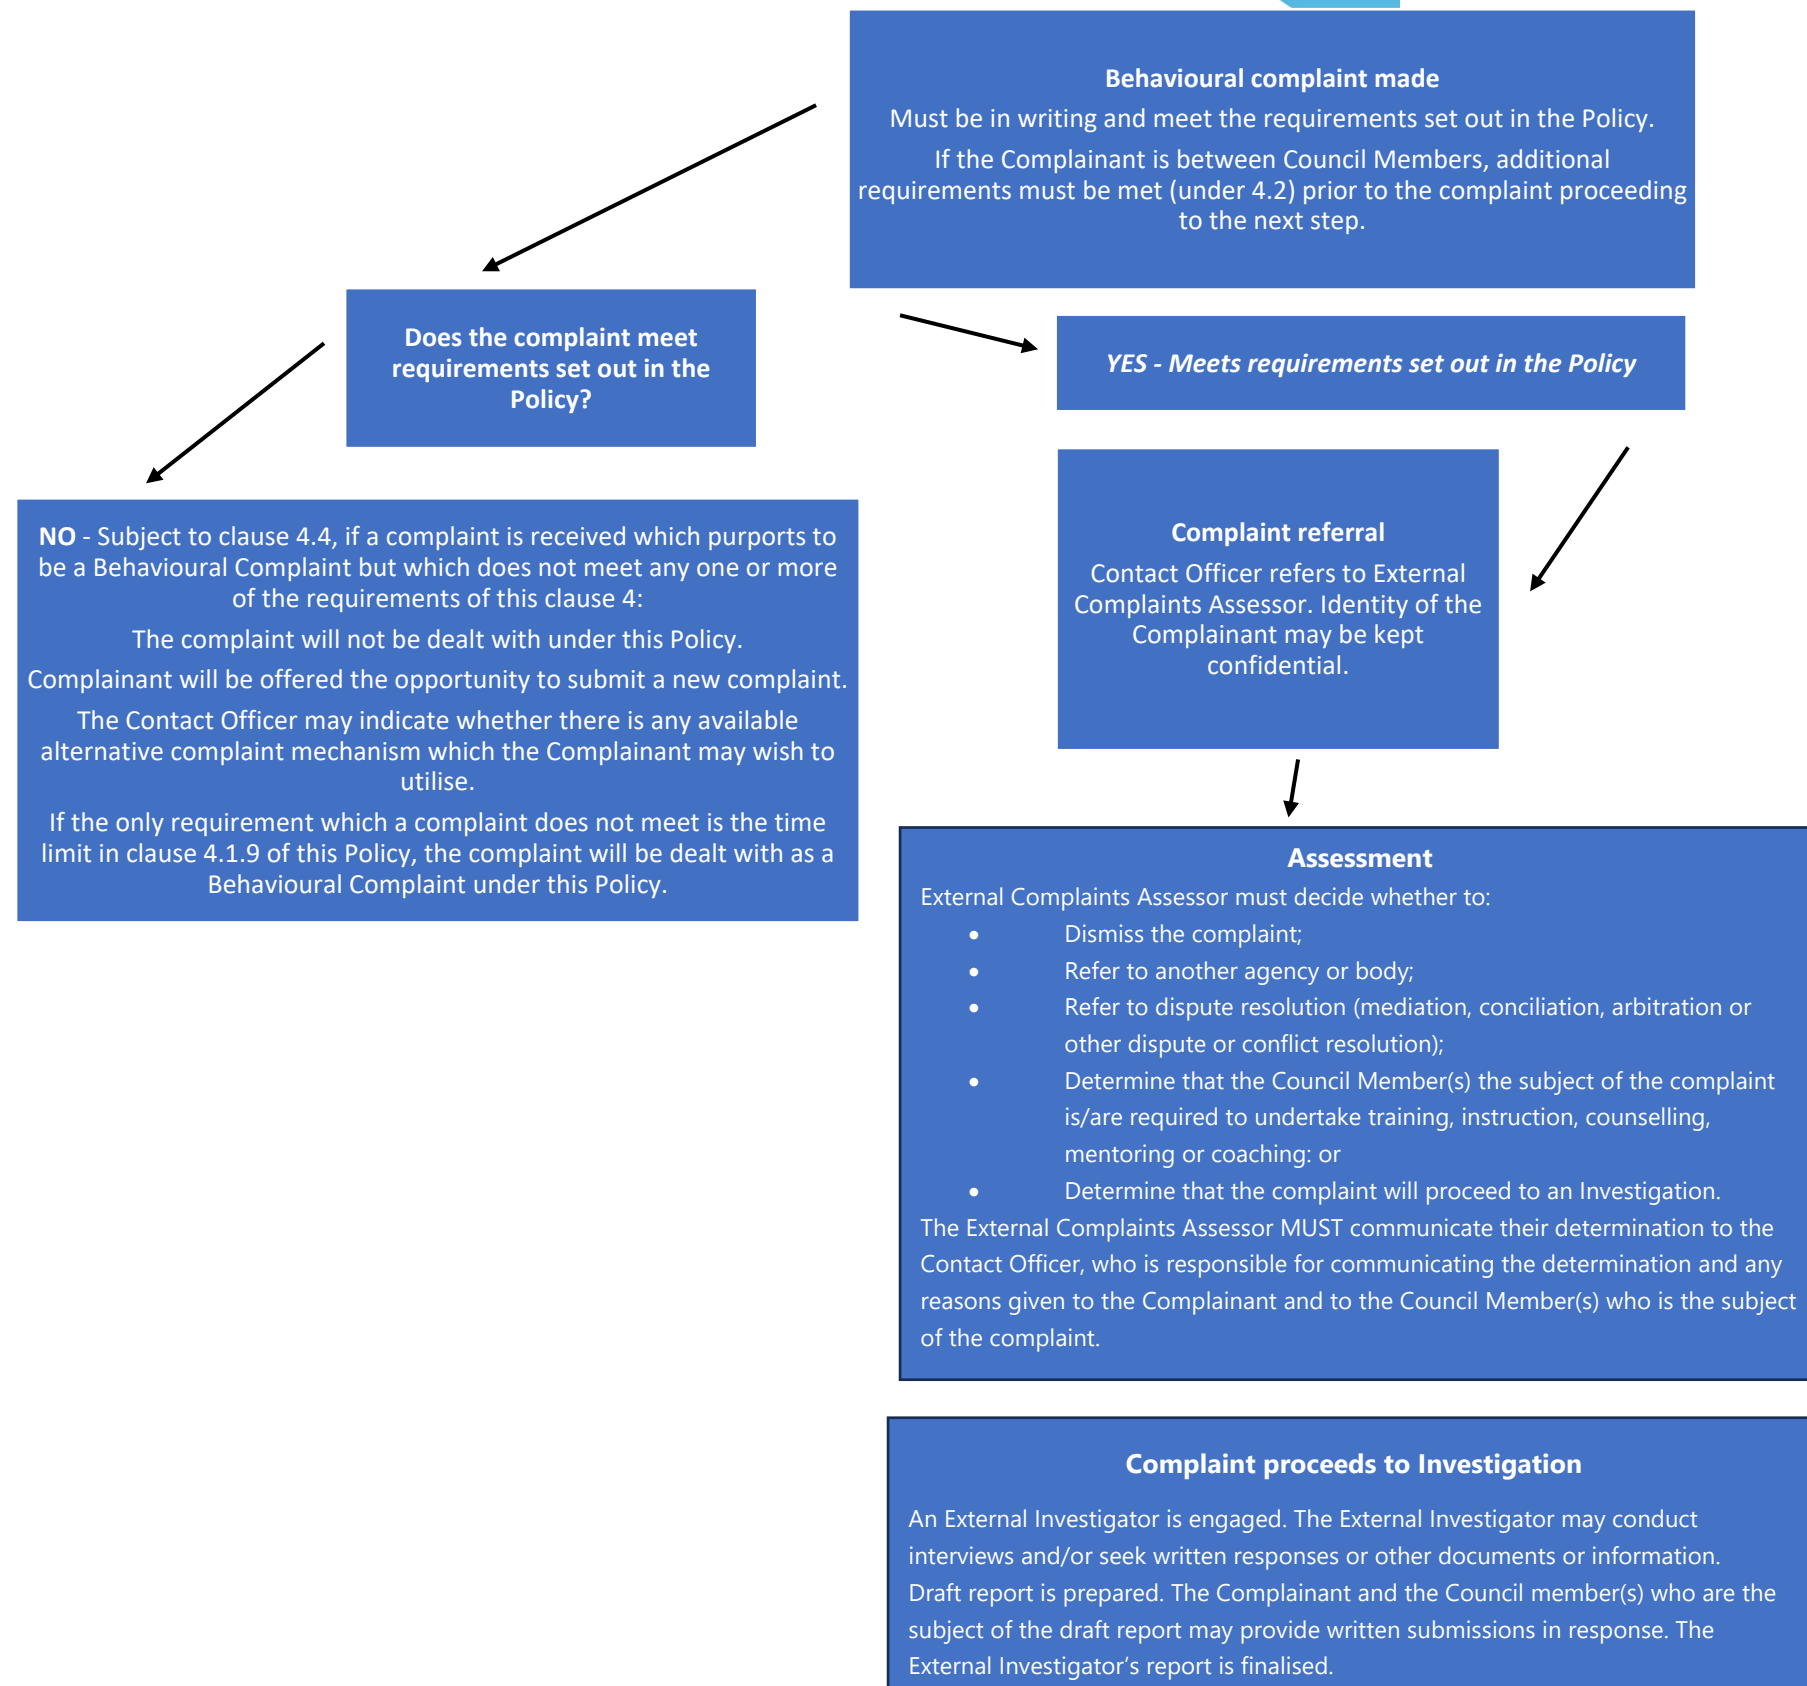 Behavioural complaint made
Must be in writing and meet the requirements set out in the Policy.
If the Complainant is between Council Members, additional
requirements must be met (under 4.2) prior to the complaint proceeding
to the next step.
Does the complaint meet
requirements set out in the
Policy?
YES - Meets requirements set out in the Policy
NO - Subject to clause 4.4, if a complaint is received which purports to
be a Behavioural Complaint but which does not meet any one or more
of the requirements of this clause 4:
The complaint will not be dealt with under this Policy.
Complainant will be offered the opportunity to submit a new complaint.
The Contact Officer may indicate whether there is any available
alternative complaint mechanism which the Complainant may wish to
utilise.
If the only requirement which a complaint does not meet is the time
limit in clause 4.1.9 of this Policy, the complaint will be dealt with as a
Behavioural Complaint under this Policy.
Complaint referral
Contact Officer refers to External
Complaints Assessor. Identity of the
Complainant may be kept
confidential.
Assessment
External Complaints Assessor must decide whether to:
• Dismiss the complaint;
• Refer to another agency or body;
• Refer to dispute resolution (mediation, conciliation, arbitration or
other dispute or conflict resolution);
• Determine that the Council Member(s) the subject of the complaint
is/are required to undertake training, instruction, counselling,
mentoring or coaching: or
• Determine that the complaint will proceed to an Investigation.
The External Complaints Assessor MUST communicate their determination to the
Contact Officer, who is responsible for communicating the determination and any
reasons given to the Complainant and to the Council Member(s) who is the subject
of the complaint.
Complaint proceeds to Investigation
An External Investigator is engaged. The External Investigator may conduct
interviews and/or seek written responses or other documents or information.
Draft report is prepared. The Complainant and the Council member(s) who are the
subject of the draft report may provide written submissions in response. The
External Investigator's report is finalised.